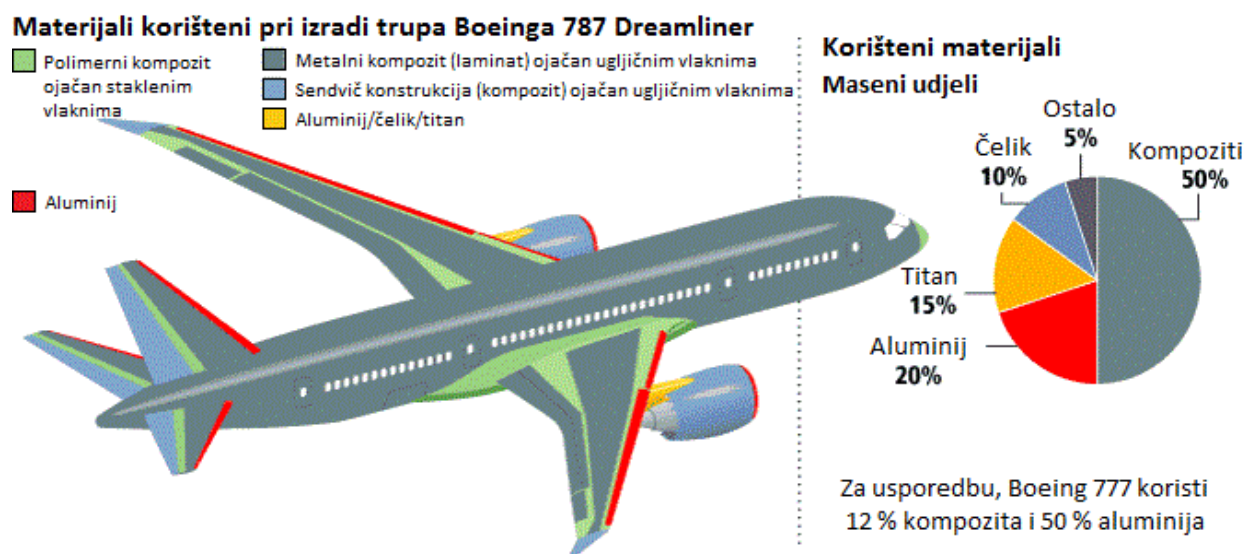 Materijali korišteni pri izradi trupa Boeinga 787 Dreamliner
Polimerni kompozit
ojačan staklenim
vlaknima
Metalni kompozit (laminat) ojačan ugljičnim vlaknima
Sendvič konstrukcija (kompozit) ojačan ugljičnim vlaknima
Aluminij/čelik/titan
Aluminij
Korišteni materijali
Maseni udjeli
Ostalo
5%
Čelik
10%
Kompoziti
50%
Titan
15%
Aluminij
20%
Za usporedbu, Boeing 777 koristi
12 % kompozita i 50 % aluminija